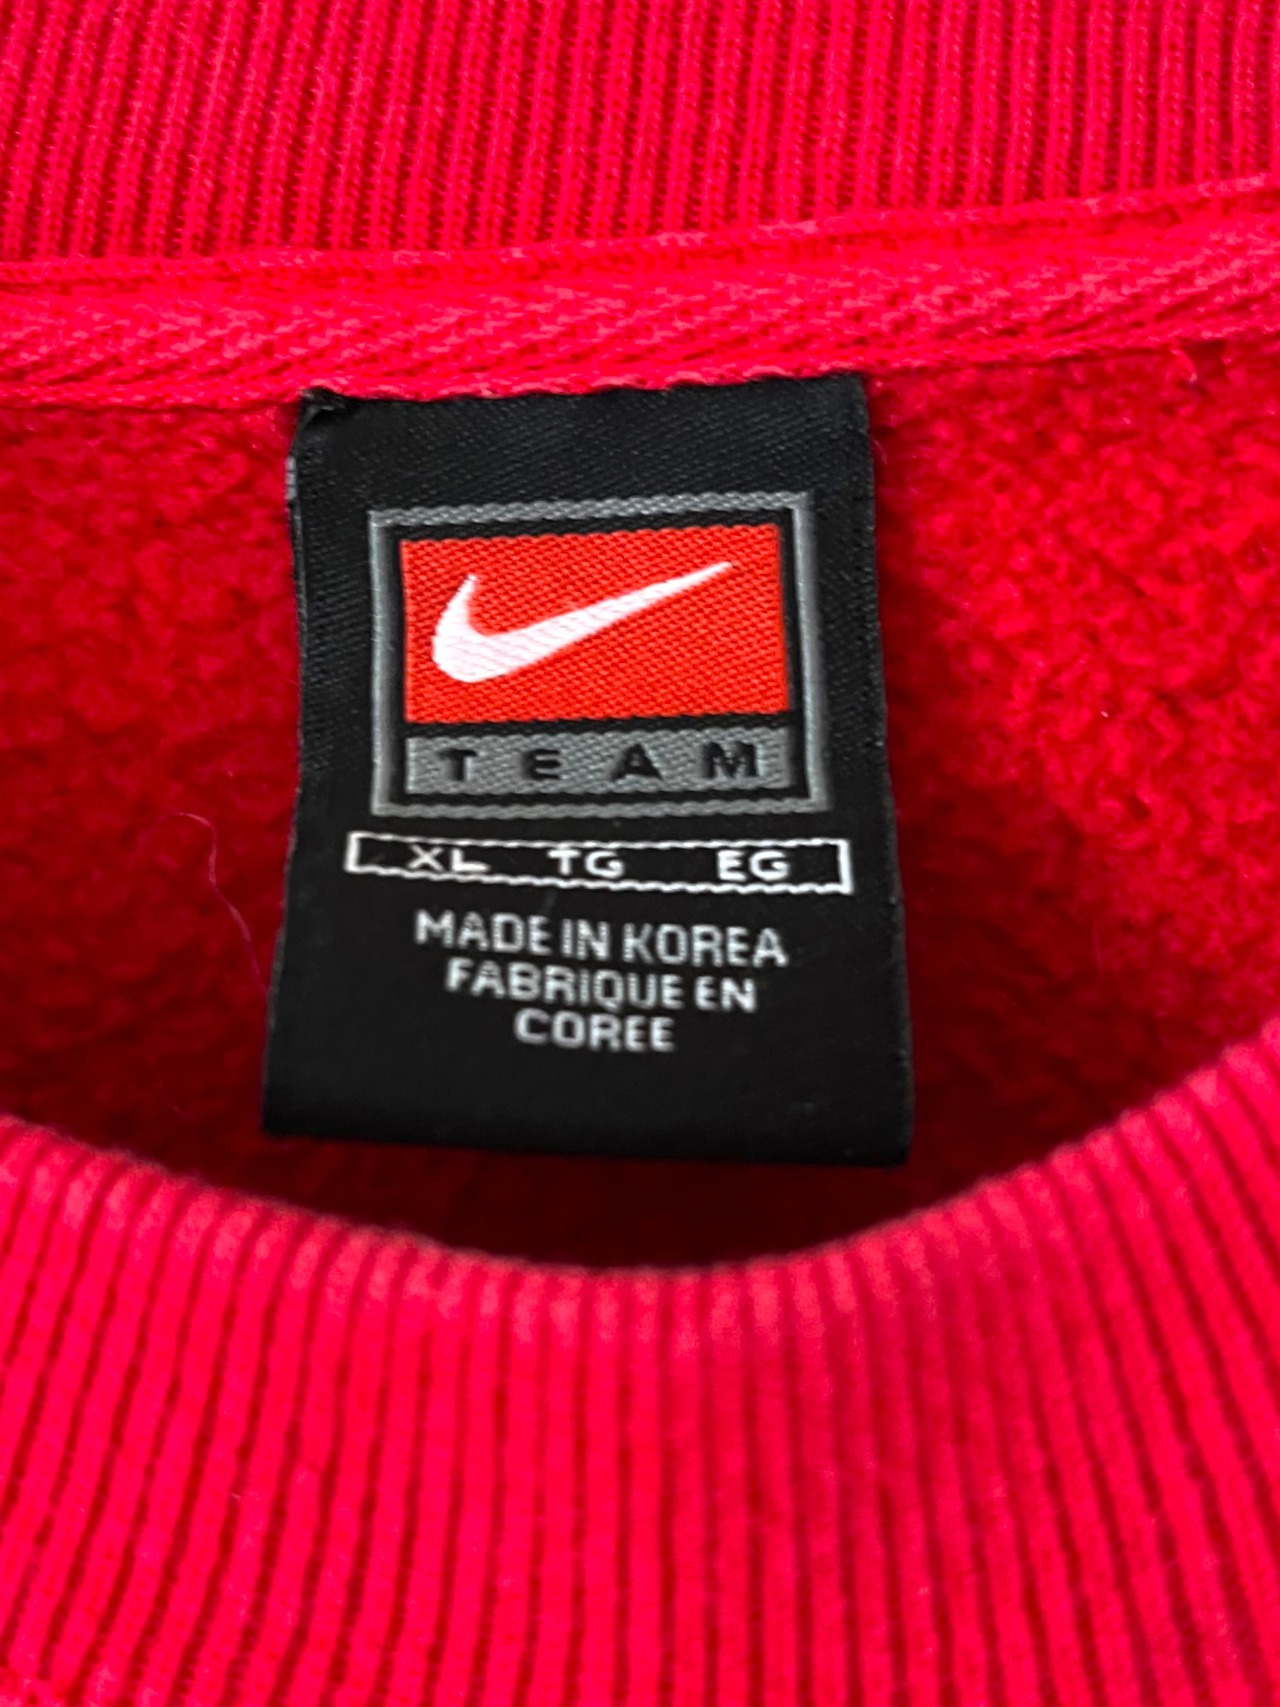 TEAM
XL TG EG
MADE IN KOREA
FABRIQUE EN
COREE